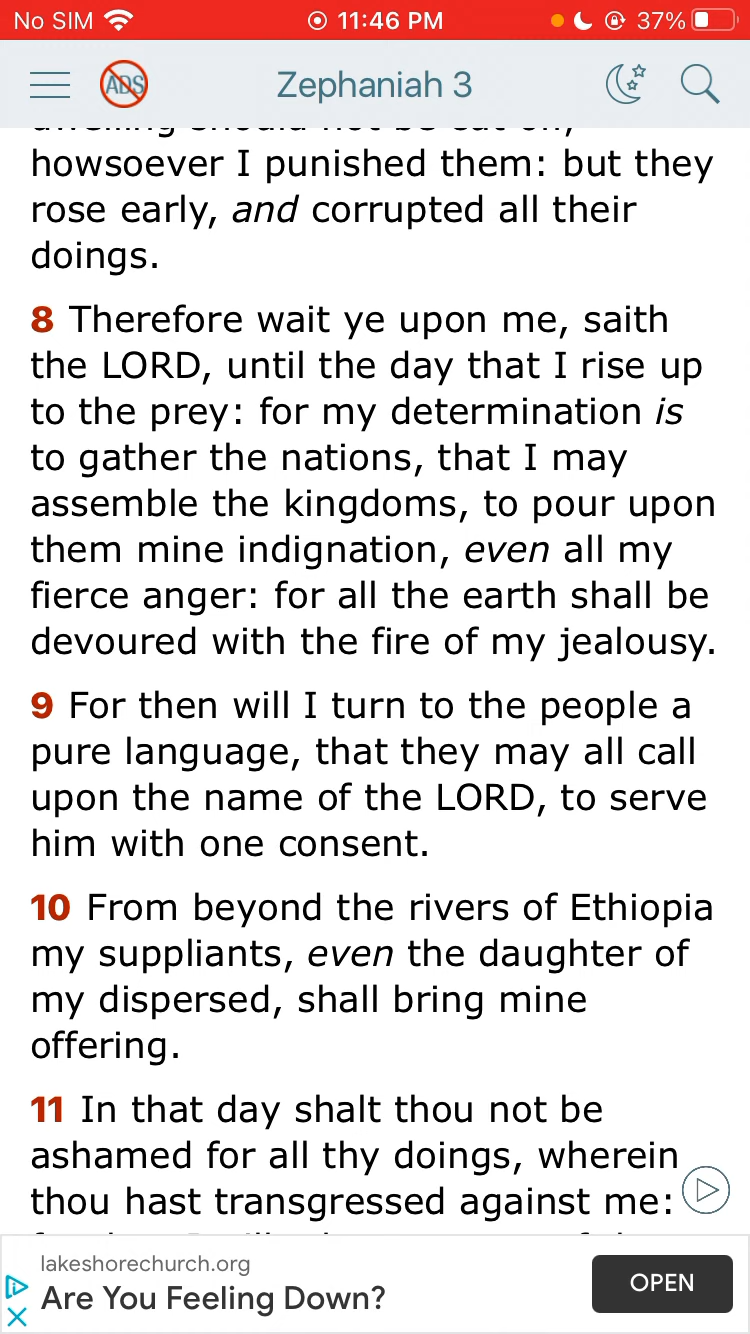 No SIM 11:46 PM 37%
ADS Zephaniah 3
dwelling should not be cut off,
howsoever I punished them: but they
rose early, and corrupted all their
doings.
8 Therefore wait ye upon me, saith
the LORD, until the day that I rise up
to the prey: for my determination is
to gather the nations, that I may
assemble the kingdoms, to pour upon
them mine indignation, even all my
fierce anger: for all the earth shall be
devoured with the fire of my jealousy.
9 For then will I turn to the people a
pure language, that they may all call
upon the name of the LORD, to serve
him with one consent.
10 From beyond the rivers of Ethiopia
my suppliants, even the daughter of
my dispersed, shall bring mine
offering.
11 In that day shalt thou not be
ashamed for all thy doings, wherein
thou hast transgressed against me:
lakeshorechurch.org
Are You Feeling Down?
OPEN